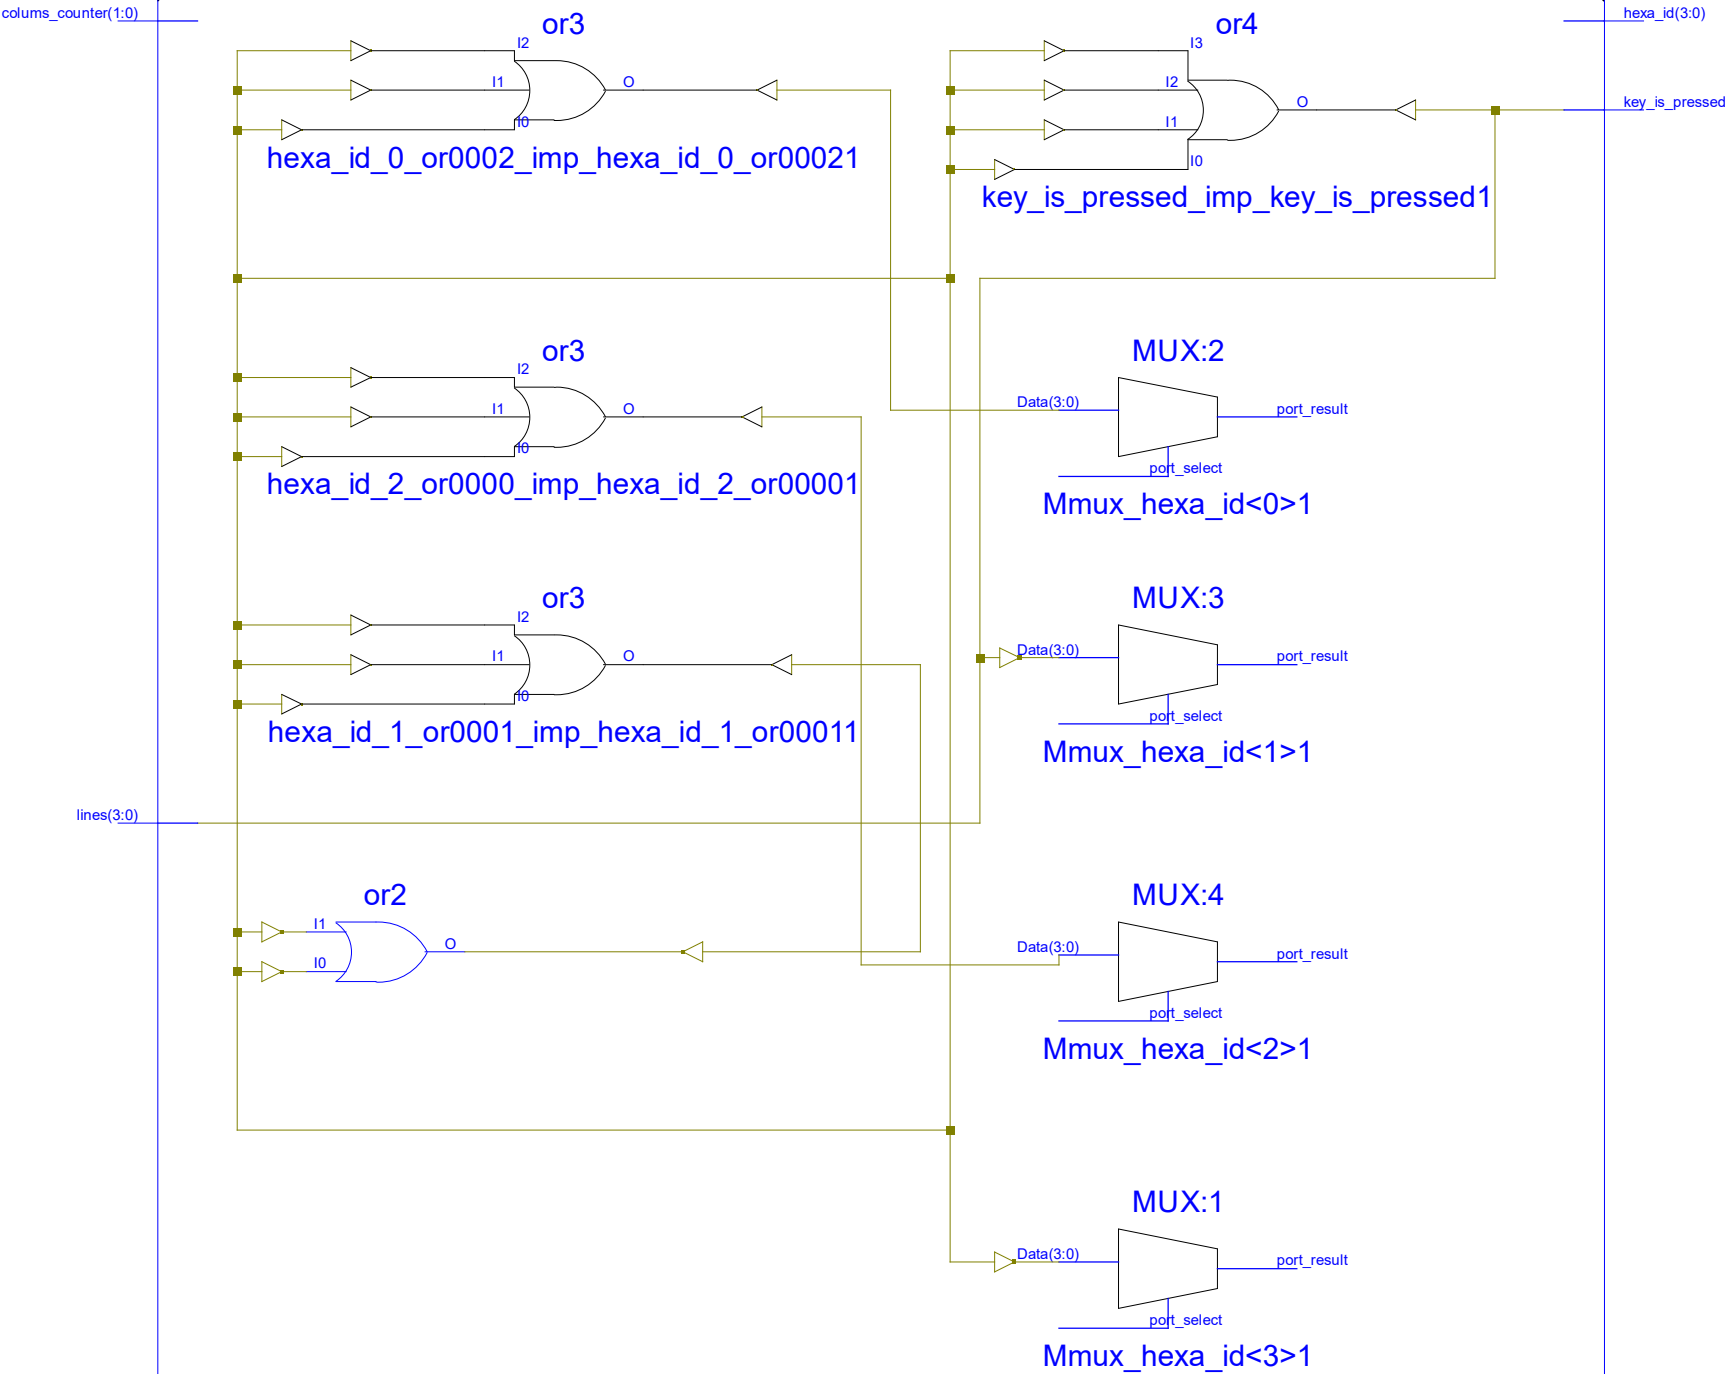 colums_counter(1:0)
hexa_id(3:0)
or3
I2
I1
I0
O
hexa_id_0_or0002_imp_hexa_id_0_or00021
or4
I3
I2
I1
I0
O
key_is_pressed
key_is_pressed_imp_key_is_pressed1
or3
I2
I1
I0
O
hexa_id_2_or0000_imp_hexa_id_2_or00001
MUX:2
Data(3:0)
port_result
port_select
Mmux_hexa_id<0>1
or3
I2
I1
I0
O
hexa_id_1_or0001_imp_hexa_id_1_or00011
MUX:3
Data(3:0)
port_result
port_select
Mmux_hexa_id<1>1
lines(3:0)
or2
I1
I0
O
MUX:4
Data(3:0)
port_result
port_select
Mmux_hexa_id<2>1
MUX:1
Data(3:0)
port_result
port_select
Mmux_hexa_id<3>1